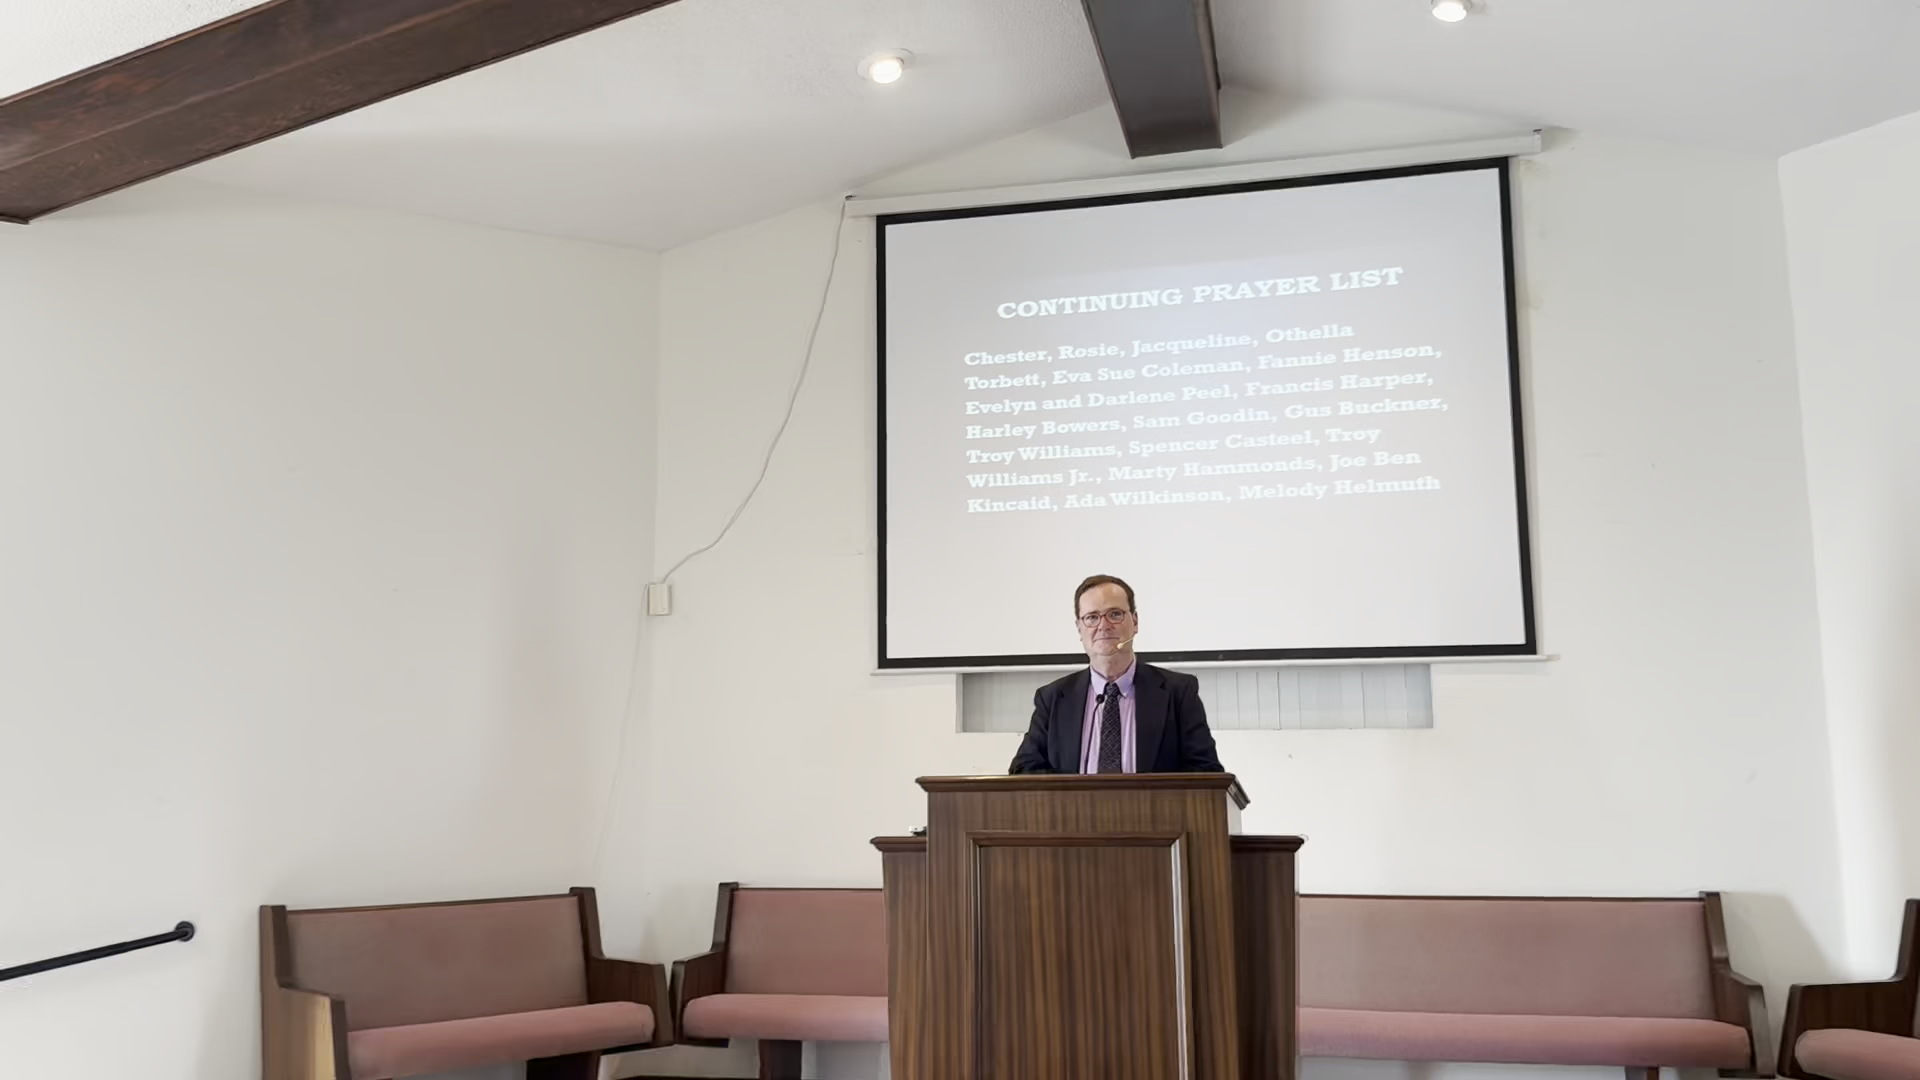 CONTINUING PRAYER LIST
Chester, Rosie, Jacqueline, Othella
Torbett, Eva Sue Coleman, Fannie Henson,
Evelyn and Darlene Peel, Francis Harper,
Harley Bowers, Sam Goodin, Gus Buckner,
Troy Williams, Spencer Casteel, Troy
Williams Jr., Marty Hammonds, Joe Ben
Kincaid, Ada Wilkinson, Melody Helmuth